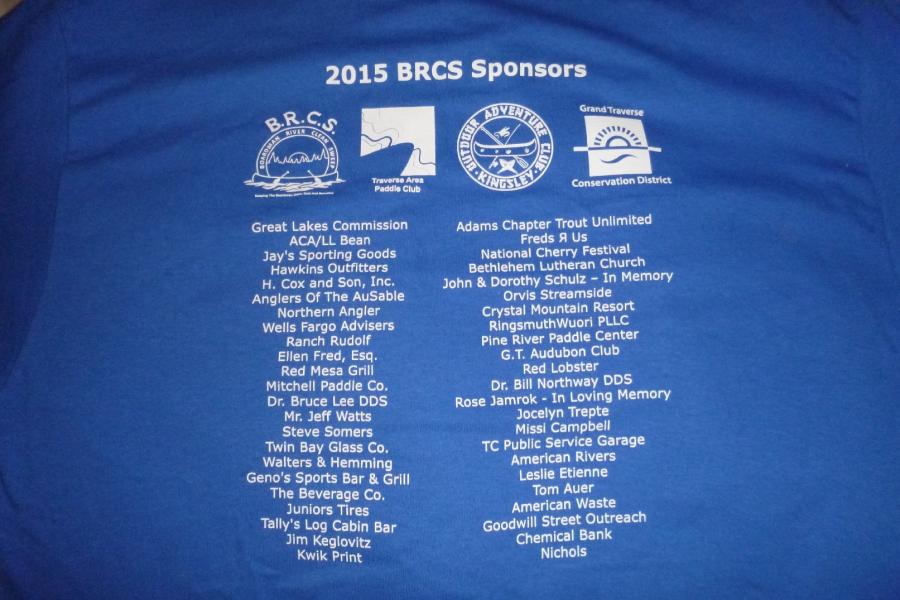 2015 BRCS Sponsors
B.R.C.S.
BOARDMAN RIVER CLEAN SWEEP
Traverse Area
Paddle Club
OUTDOOR ADVENTURE CLUB
• KINGSLEY •
Grand Traverse
Conservation District
Great Lakes Commission
ACA/LL Bean
Jay's Sporting Goods
Hawkins Outfitters
H. Cox and Son, Inc.
Anglers Of The AuSable
Northern Angler
Wells Fargo Advisers
Ranch Rudolf
Ellen Fred, Esq.
Red Mesa Grill
Mitchell Paddle Co.
Dr. Bruce Lee DDS
Mr. Jeff Watts
Steve Somers
Twin Bay Glass Co.
Walters & Hemming
Geno's Sports Bar & Grill
The Beverage Co.
Juniors Tires
Tally's Log Cabin Bar
Jim Keglovitz
Kwik Print
Adams Chapter Trout Unlimited
Freds Я Us
National Cherry Festival
Bethlehem Lutheran Church
John & Dorothy Schulz – In Memory
Orvis Streamside
Crystal Mountain Resort
RingsmuthWuori PLLC
Pine River Paddle Center
G.T. Audubon Club
Red Lobster
Dr. Bill Northway DDS
Rose Jamrok - In Loving Memory
Jocelyn Trepte
Missi Campbell
TC Public Service Garage
American Rivers
Leslie Etienne
Tom Auer
American Waste
Goodwill Street Outreach
Chemical Bank
Nichols